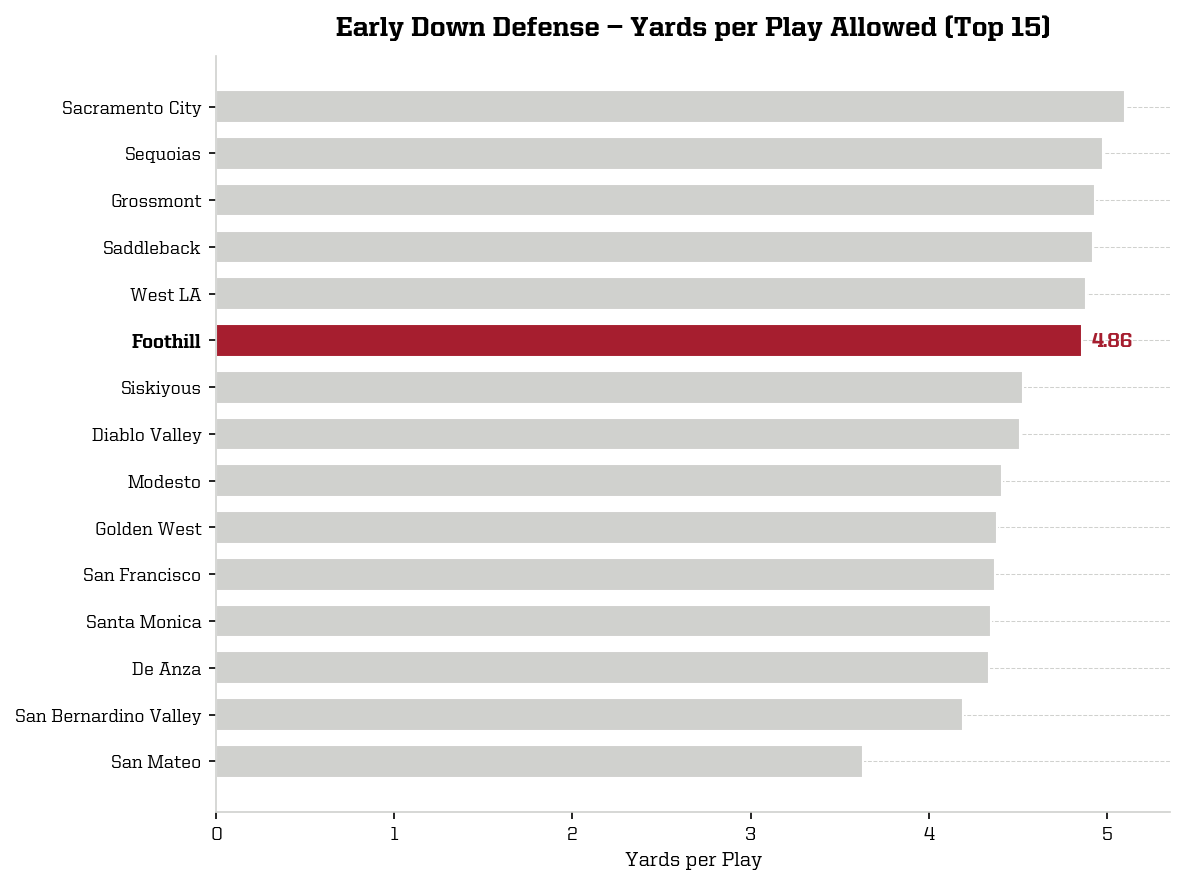 Early Down Defense – Yards per Play Allowed (Top 15)
Sacramento City
Sequoias
Grossmont
Saddleback
West LA
Foothill 4.86
Siskiyous
Diablo Valley
Modesto
Golden West
San Francisco
Santa Monica
De Anza
San Bernardino Valley
San Mateo
0 1 2 3 4 5
Yards per Play